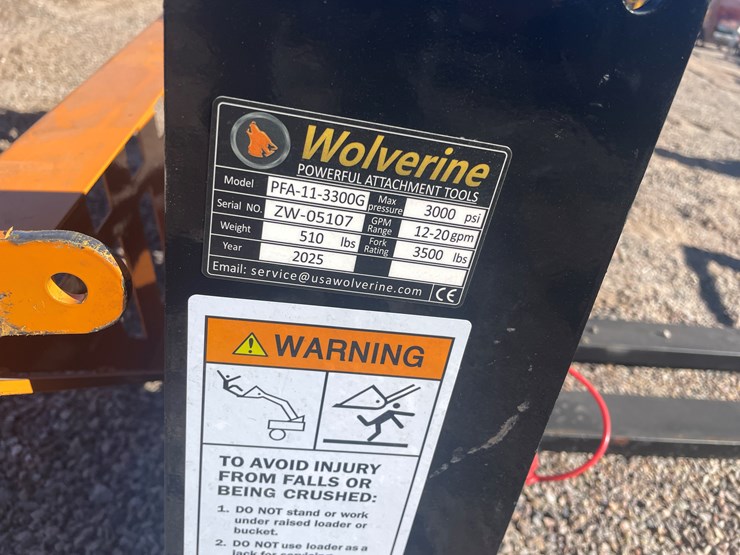 Wolverine
POWERFUL ATTACHMENT TOOLS
Model PFA-11-3300G Max pressure 3000 psi
Serial NO. ZW-05107 GPM Range 12-20gpm
Weight 510 lbs Fork Rating 3500 lbs
Year 2025
Email: service@usawolverine.com CE
WARNING
TO AVOID INJURY
FROM FALLS OR
BEING CRUSHED:
1. DO NOT stand or work
under raised loader or
bucket.
2. DO NOT use loader as a
jack for servicing